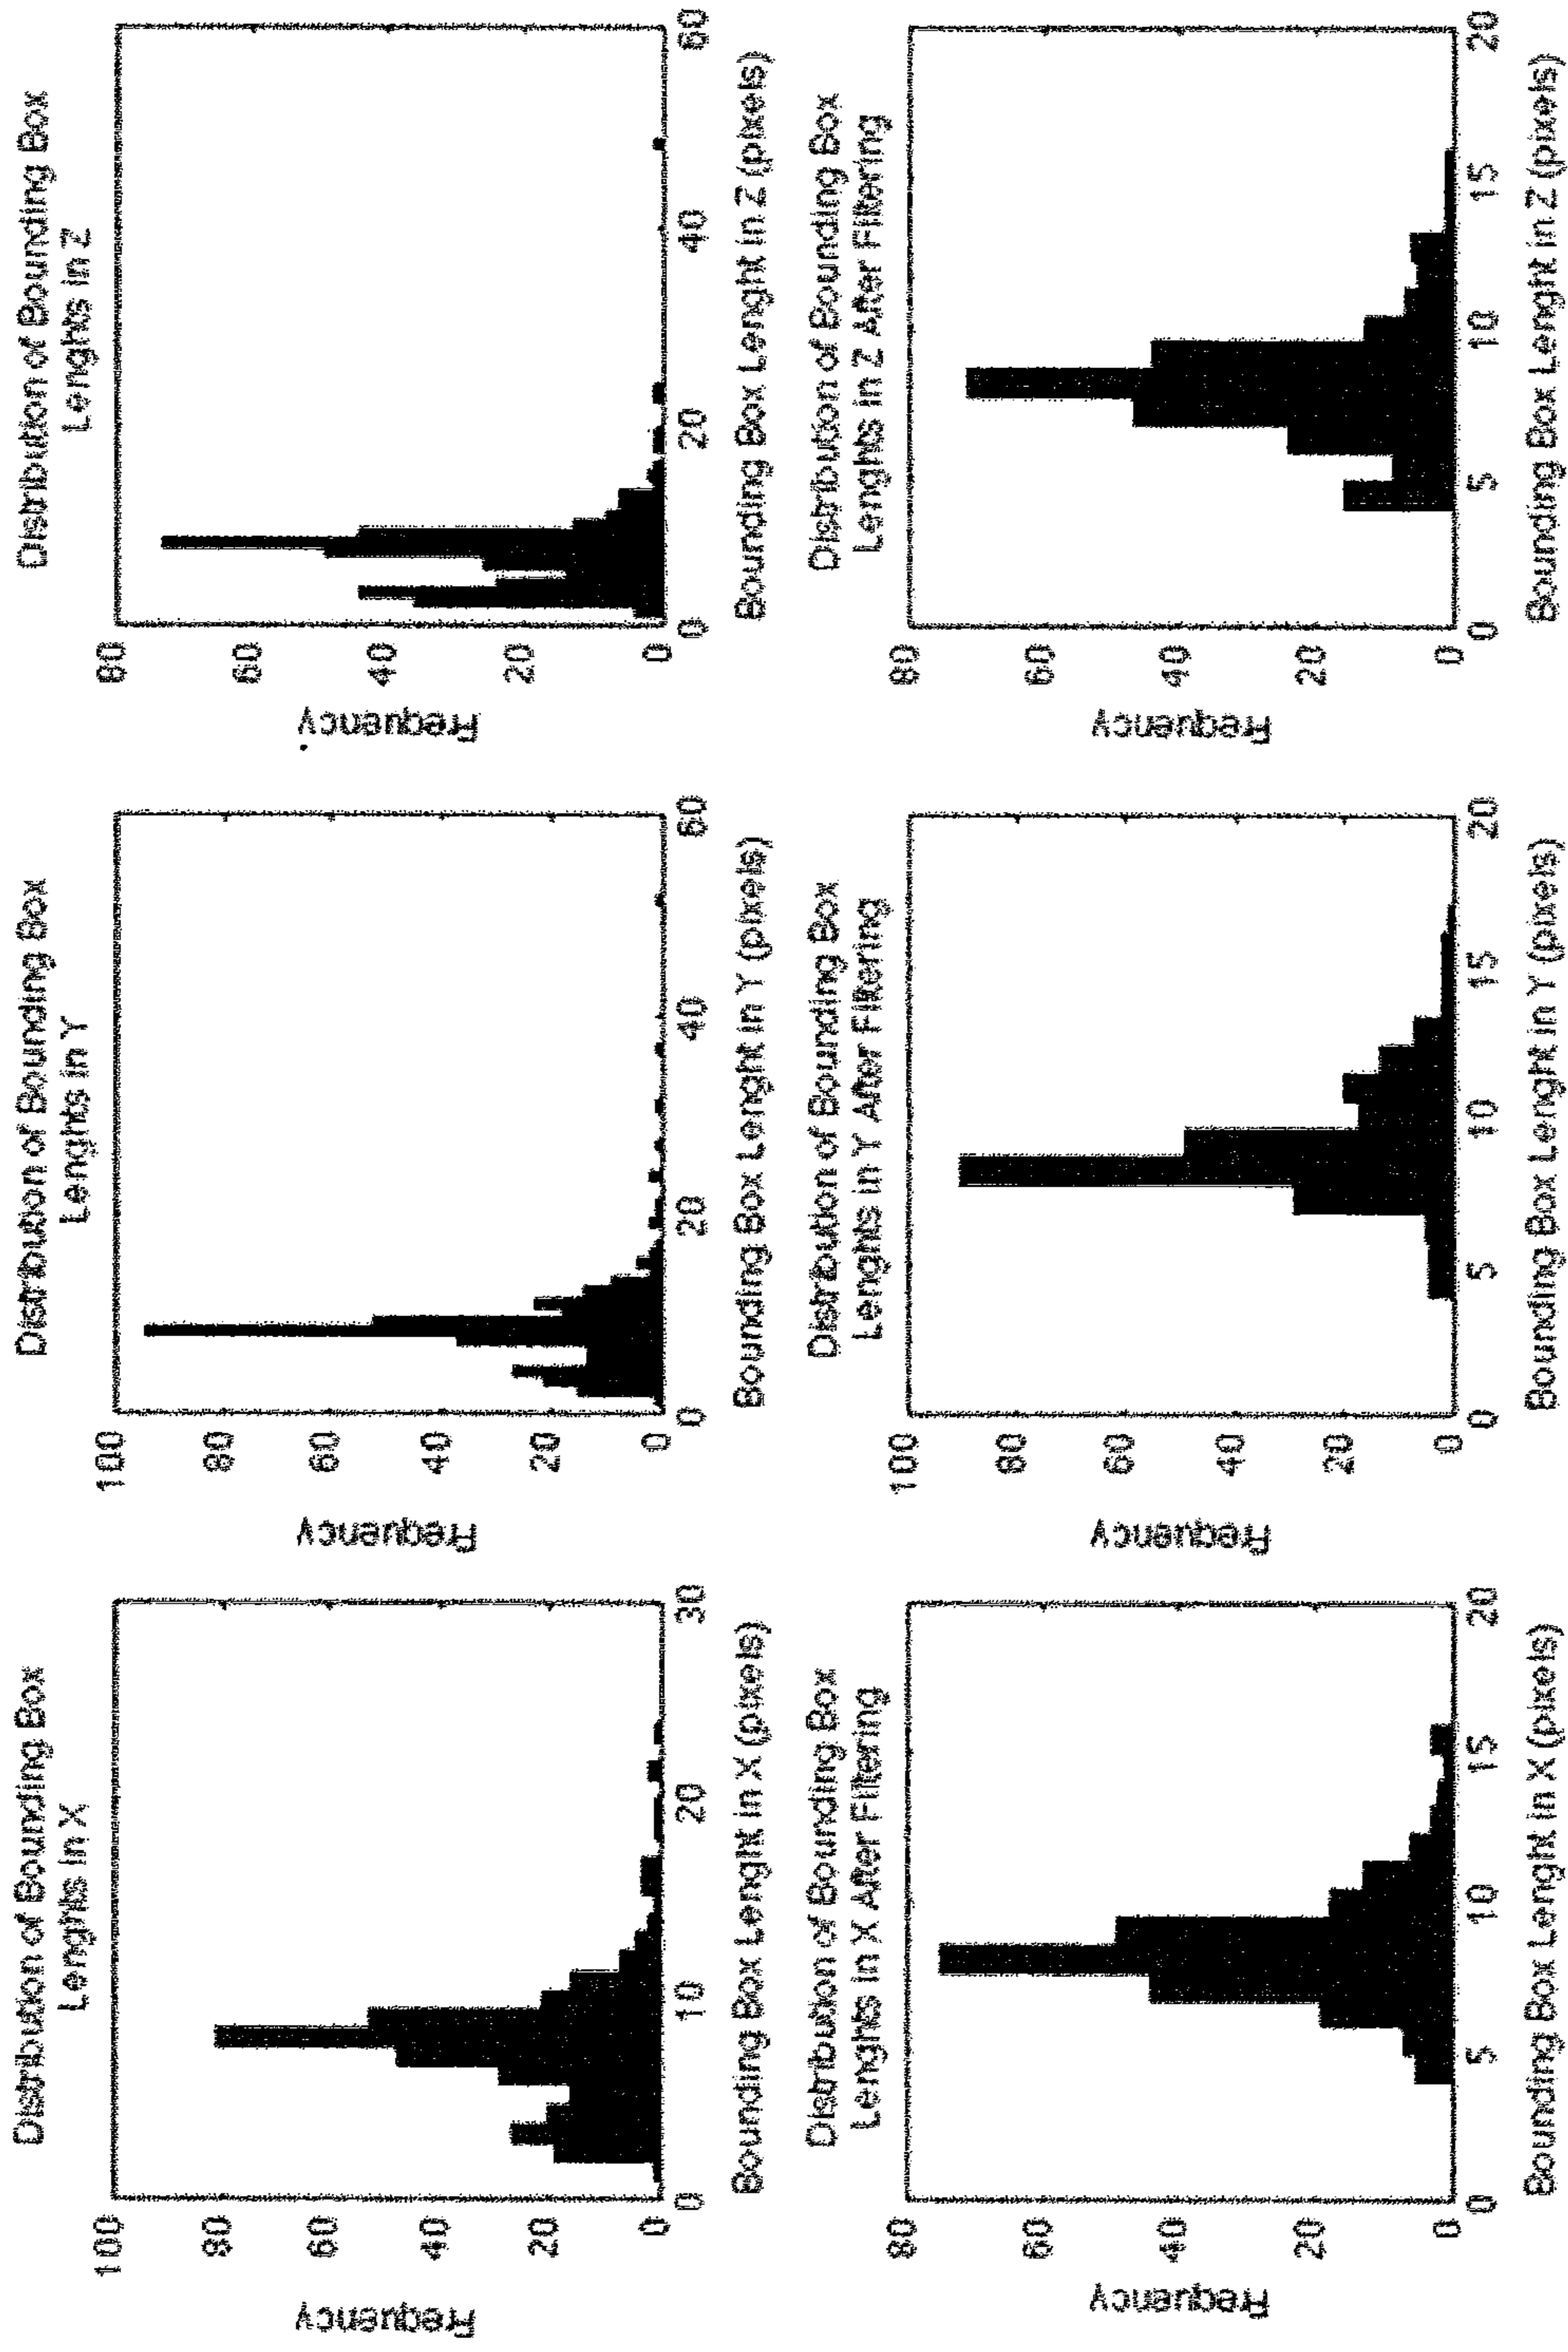 Distribution of Bounding Box
Lenghts in X
100
80
60
40
20
0
Frequency
0
10
20
30
Bounding Box Lenght in X (pixels)
Distribution of Bounding Box
Lenghts in Y
100
80
60
40
20
0
Frequency
0
20
40
60
Bounding Box Lenght in Y (pixels)
Distribution of Bounding Box
Lenghts in Z
80
60
40
20
0
Frequency
0
20
40
60
Bounding Box Lenght in Z (pixels)
Distribution of Bounding Box
Lenghts in X After Filtering
80
60
40
20
0
Frequency
0
5
10
15
20
Bounding Box Lenght in X (pixels)
Distribution of Bounding Box
Lenghts in Y After Filtering
100
80
60
40
20
0
Frequency
0
5
10
15
20
Bounding Box Lenght in Y (pixels)
Distribution of Bounding Box
Lenghts in Z After Filtering
80
60
40
20
0
Frequency
0
5
10
15
20
Bounding Box Lenght in Z (pixels)